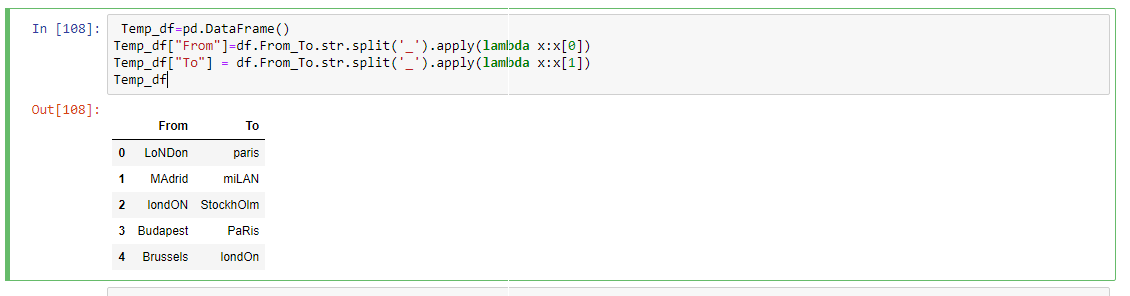 In [108]: Temp_df=pd.DataFrame()
Temp_df["From"]=df.From_To.str.split('_').apply(lambda x:x[0])
Temp_df["To"] = df.From_To.str.split('_').apply(lambda x:x[1])
Temp_df
Out[108]:
From To
0 LoNDon paris
1 MAdrid miLAN
2 londON StockhOlm
3 Budapest PaRis
4 Brussels londOn